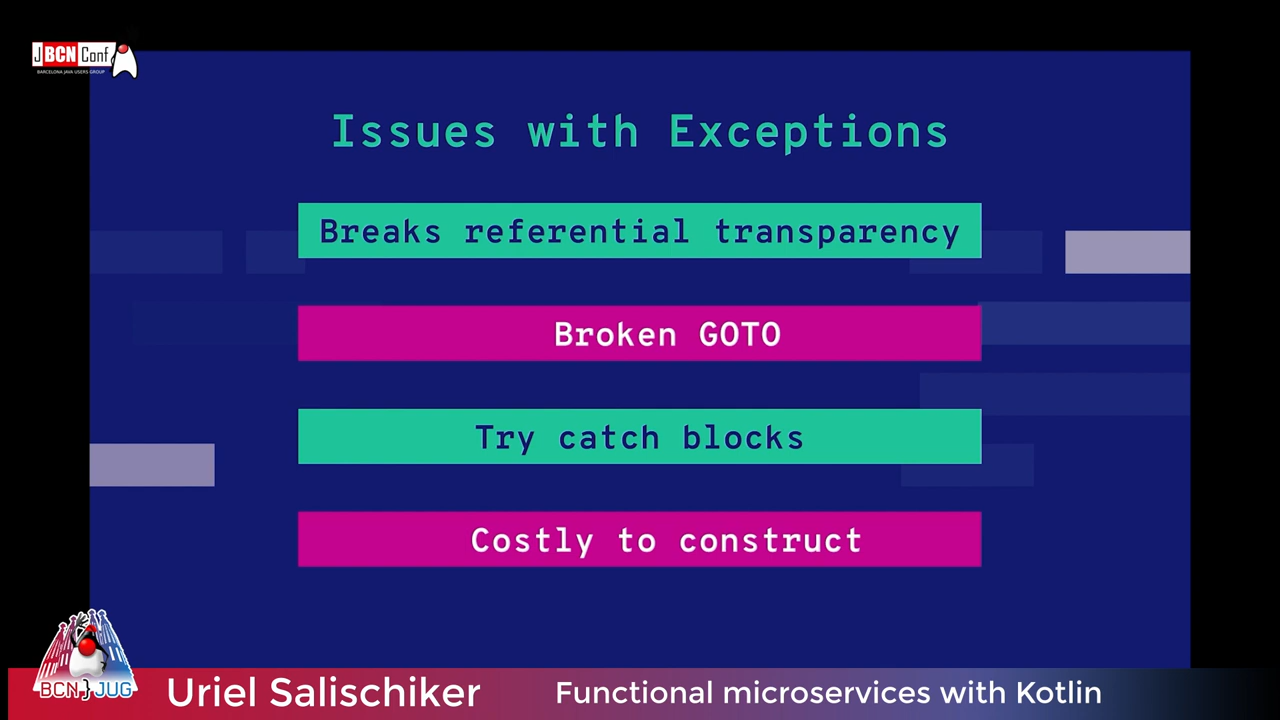 JBCNConf
BARCELONA JAVA USERS GROUP
Issues with Exceptions
Breaks referential transparency
Broken GOTO
Try catch blocks
Costly to construct
BCN JUG
Uriel Salischiker
Functional microservices with Kotlin